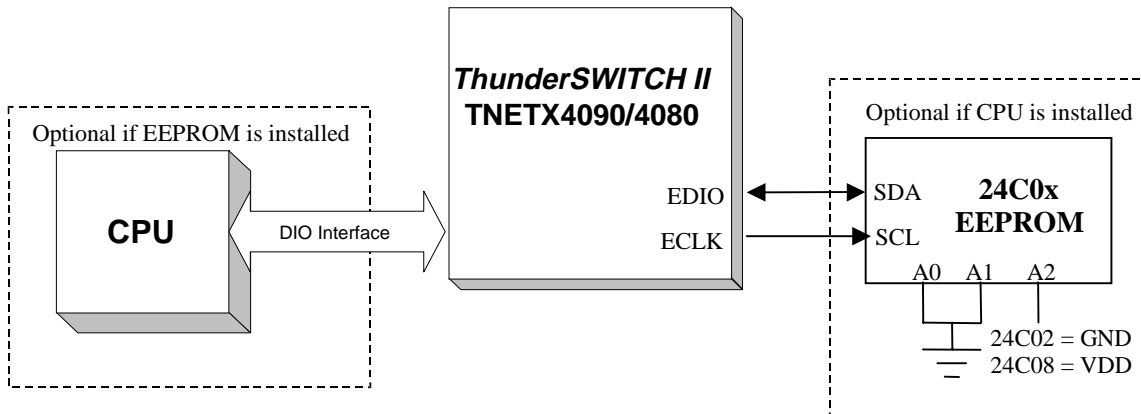 Optional if EEPROM is installed
CPU
DIO Interface
ThunderSWITCH II
TNETX4090/4080
EDIO
ECLK
Optional if CPU is installed
SDA
24C0x
EEPROM
SCL
A0 A1 A2
24C02 = GND
24C08 = VDD